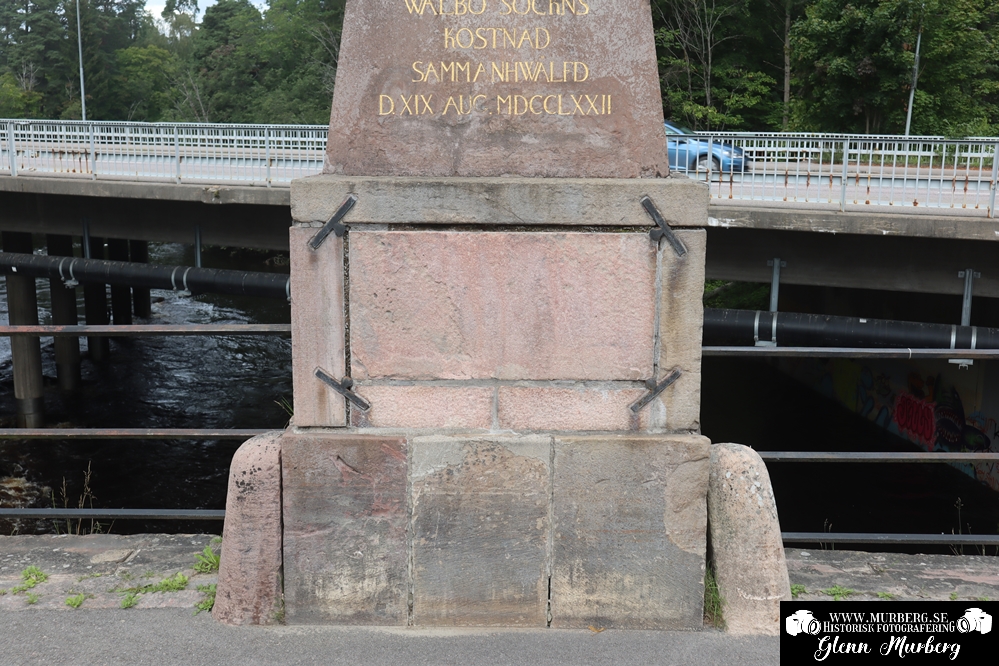 WALBO SOCKNS
KOSTNAD
SAMMANHWALFD
D. XIX AUG. MDCCLXXII
WWW.MURBERG.SE
HISTORISK FOTOGRAFERING
Glenn Murberg